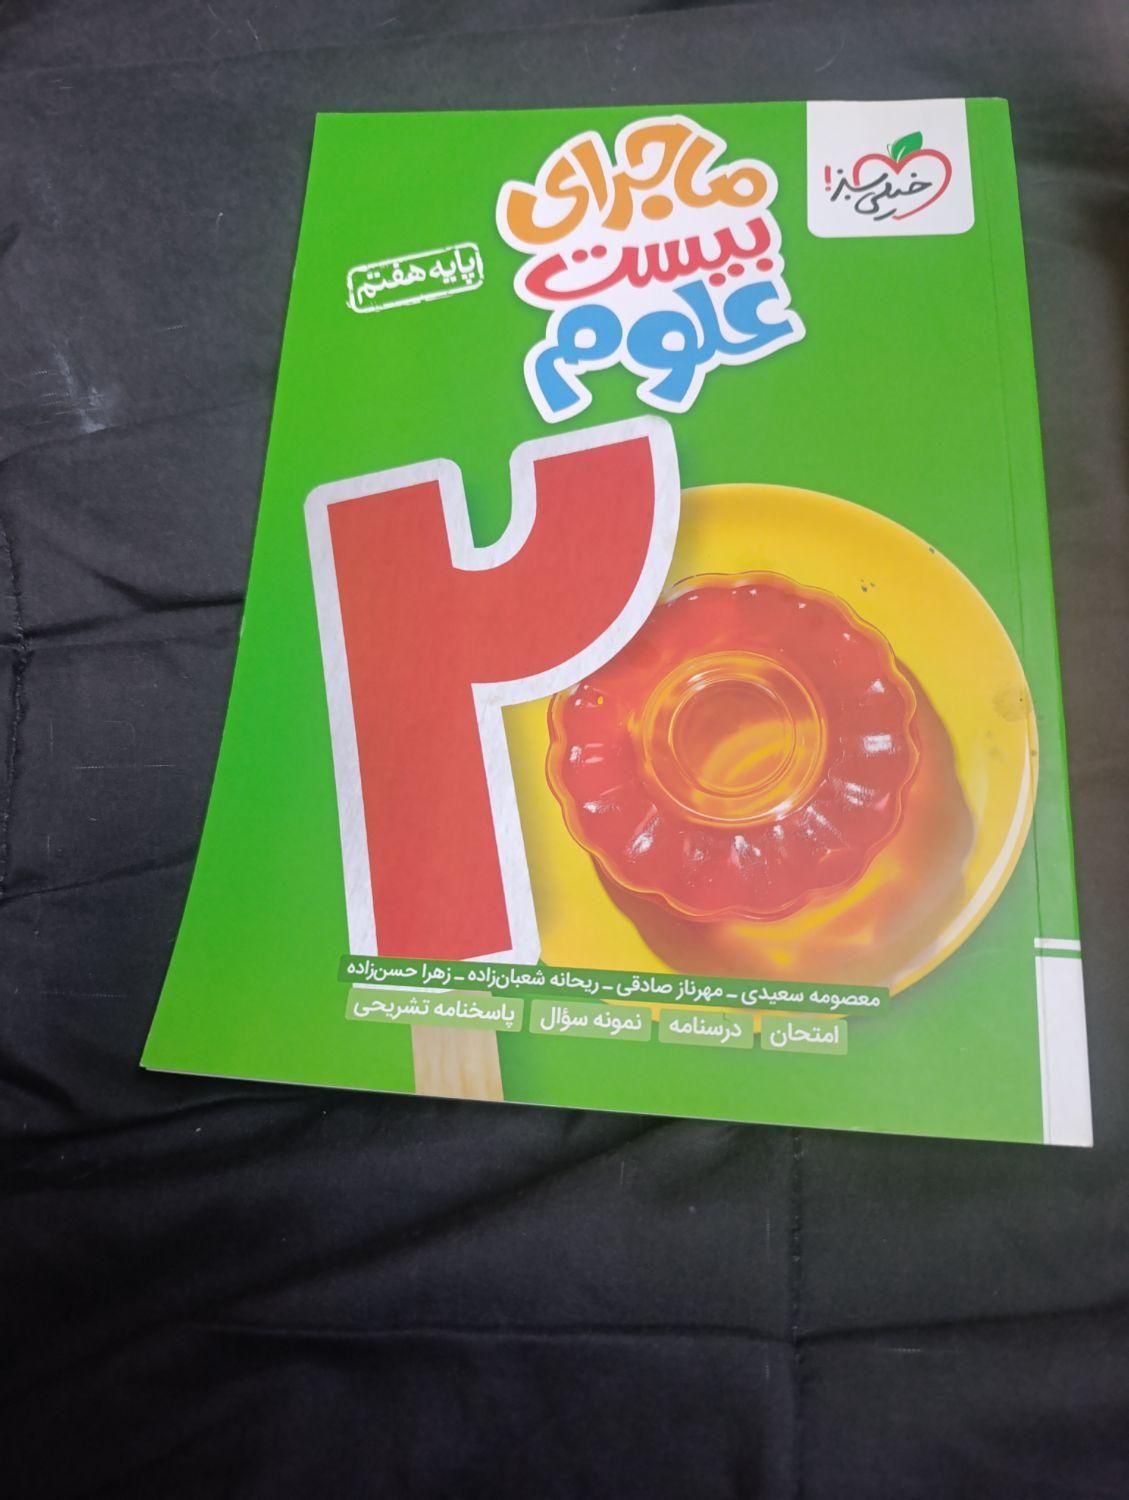 خیلی سبز!
ماجرای
بیست
علوم
پایه هفتم
۲
معصومه سعیدی ـ مهرناز صادقی ـ ریحانه شعبان‌زاده ـ زهرا حسن‌زاده
امتحان درسنامه نمونه سؤال پاسخنامه تشریحی